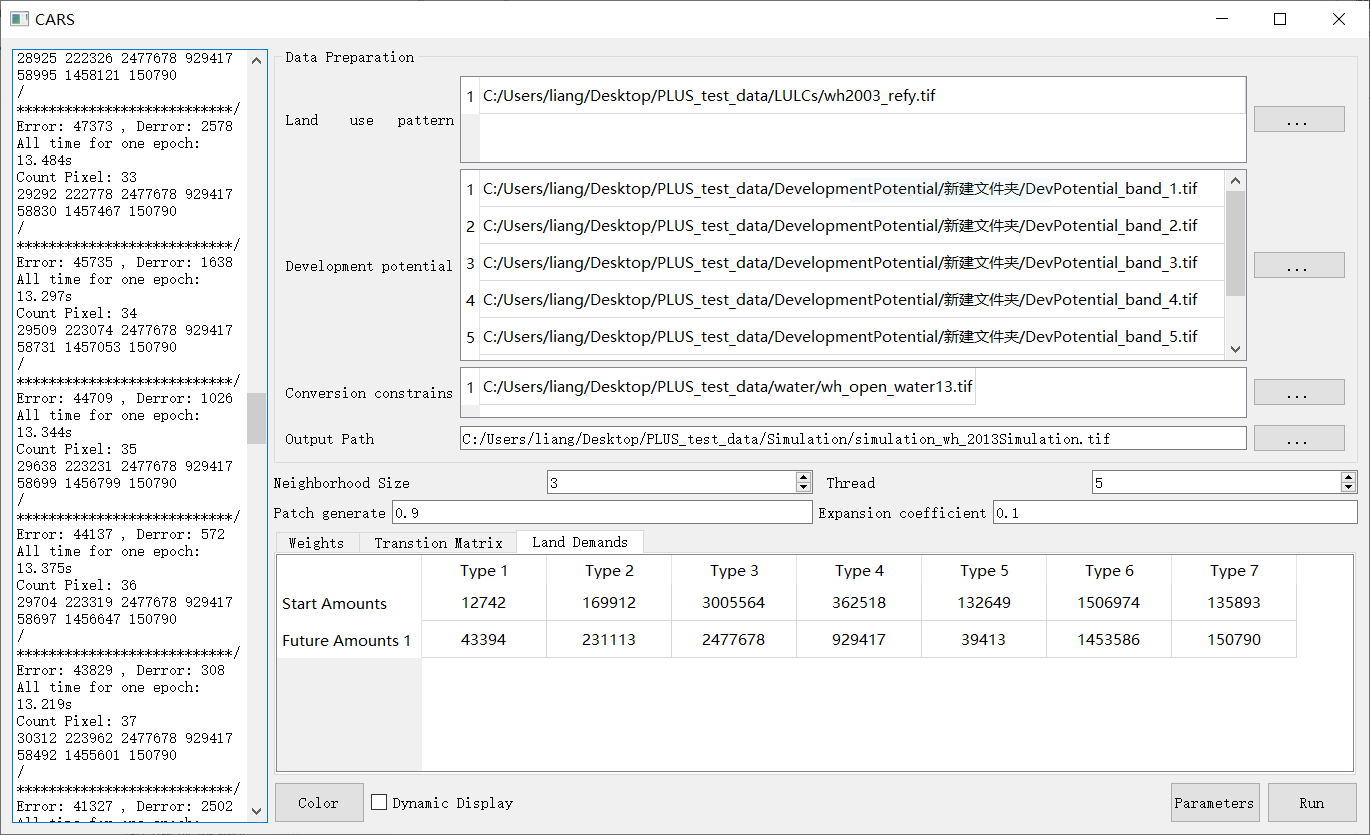 CARS
28925 222326 2477678 929417
58995 1458121 150790
/
***************************/
Error: 47373 , Derror: 2578
All time for one epoch:
13.484s
Count Pixel: 33
29292 222778 2477678 929417
58830 1457467 150790
/
***************************/
Error: 45735 , Derror: 1638
All time for one epoch:
13.297s
Count Pixel: 34
29509 223074 2477678 929417
58731 1457053 150790
/
***************************/
Error: 44709 , Derror: 1026
All time for one epoch:
13.344s
Count Pixel: 35
29638 223231 2477678 929417
58699 1456799 150790
/
***************************/
Error: 44137 , Derror: 572
All time for one epoch:
13.375s
Count Pixel: 36
29704 223319 2477678 929417
58697 1456647 150790
/
***************************/
Error: 43829 , Derror: 308
All time for one epoch:
13.219s
Count Pixel: 37
30312 223962 2477678 929417
58492 1455601 150790
/
***************************/
Error: 41327 , Derror: 2502
All time for one epoch:
Data Preparation
Land use pattern
1 C:/Users/liang/Desktop/PLUS_test_data/LULCs/wh2003_refy.tif
...
Development potential
1 C:/Users/liang/Desktop/PLUS_test_data/DevelopmentPotential/新建文件夹/DevPotential_band_1.tif
2 C:/Users/liang/Desktop/PLUS_test_data/DevelopmentPotential/新建文件夹/DevPotential_band_2.tif
3 C:/Users/liang/Desktop/PLUS_test_data/DevelopmentPotential/新建文件夹/DevPotential_band_3.tif
4 C:/Users/liang/Desktop/PLUS_test_data/DevelopmentPotential/新建文件夹/DevPotential_band_4.tif
5 C:/Users/liang/Desktop/PLUS_test_data/DevelopmentPotential/新建文件夹/DevPotential_band_5.tif
...
Conversion constrains
1 C:/Users/liang/Desktop/PLUS_test_data/water/wh_open_water13.tif
...
Output Path C:/Users/liang/Desktop/PLUS_test_data/Simulation/simulation_wh_2013Simulation.tif ...
Neighborhood Size 3 Thread 5
Patch generate 0.9 Expansion coefficient 0.1
Weights Transtion Matrix Land Demands
Type 1 Type 2 Type 3 Type 4 Type 5 Type 6 Type 7
Start Amounts 12742 169912 3005564 362518 132649 1506974 135893
Future Amounts 1 43394 231113 2477678 929417 39413 1453586 150790
Color Dynamic Display Parameters Run